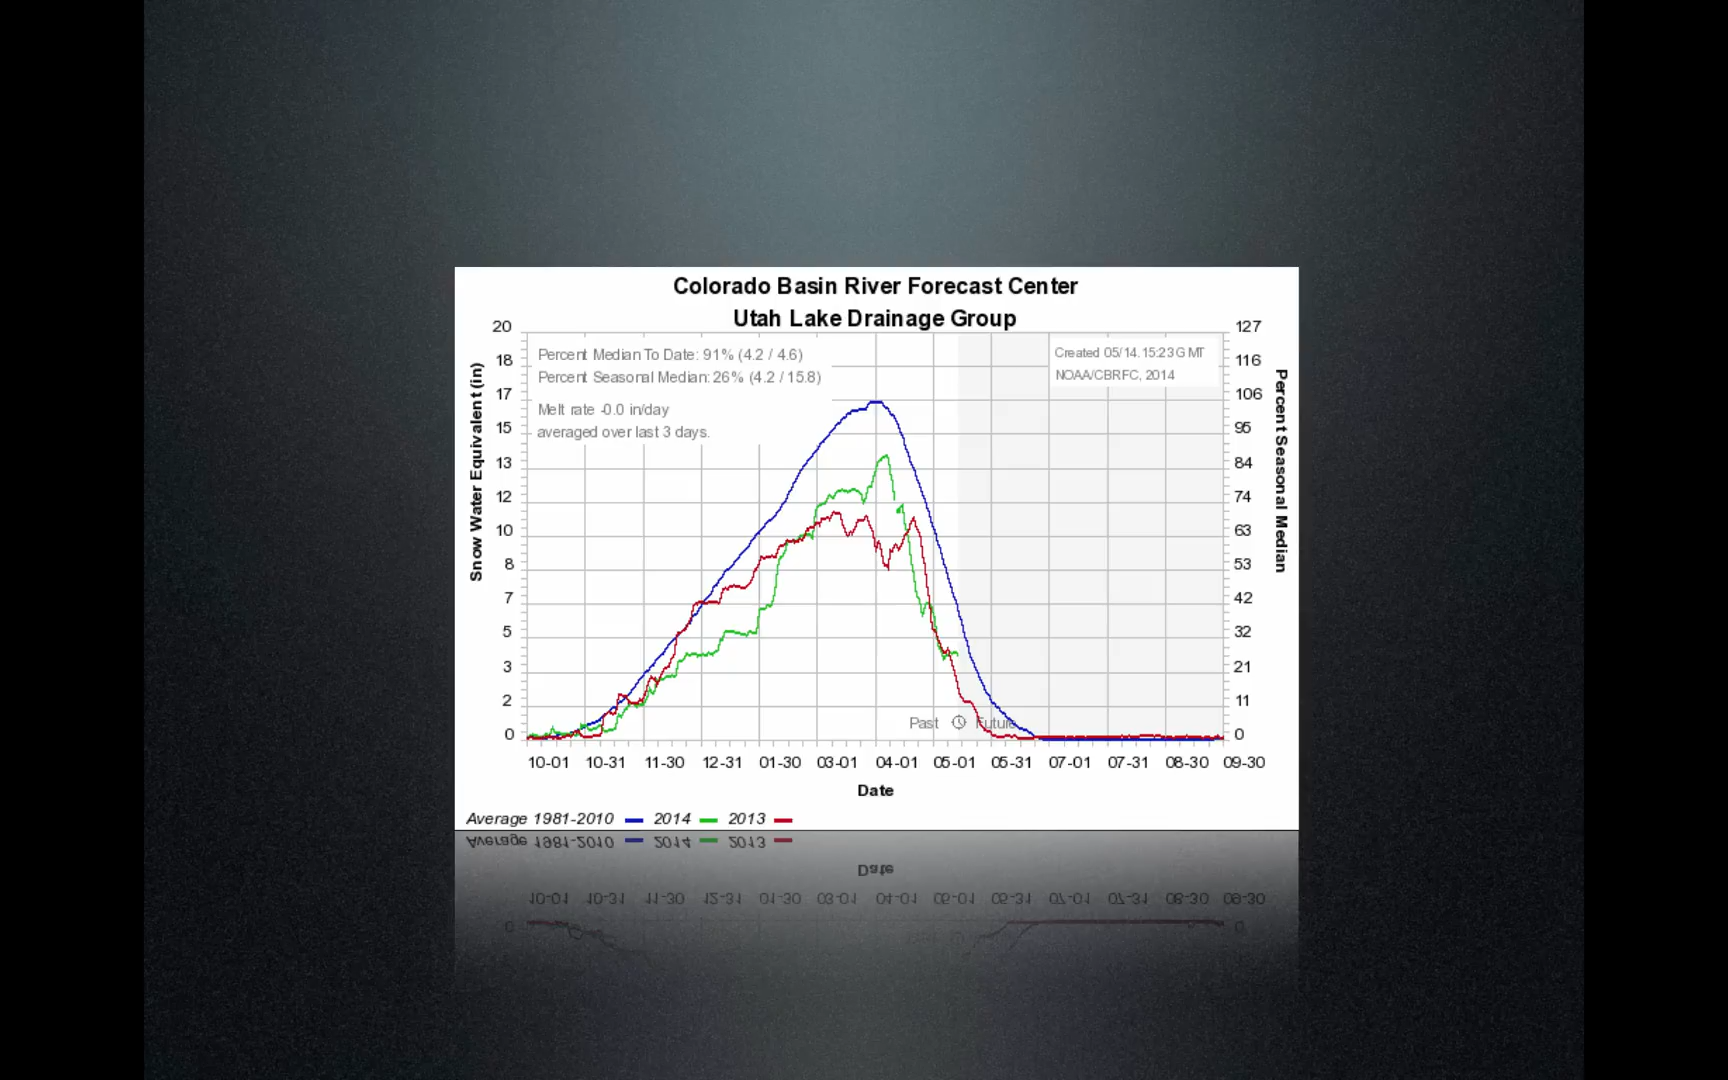 Colorado Basin River Forecast Center
Utah Lake Drainage Group
20
18
17
15
13
12
10
8
7
5
3
2
0
Snow Water Equivalent (in)
Percent Median To Date: 91% (4.2 / 4.6)
Percent Seasonal Median: 26% (4.2 / 15.8)
Melt rate -0.0 in/day
averaged over last 3 days.
Created 05/14.15:23 GMT
NOAA/CBRFC, 2014
127
116
106
95
84
74
63
53
42
32
21
11
0
Percent Seasonal Median
Past Future
10-01 10-31 11-30 12-31 01-30 03-01 04-01 05-01 05-31 07-01 07-31 08-30 09-30
Date
Average 1981-2010 2014 2013